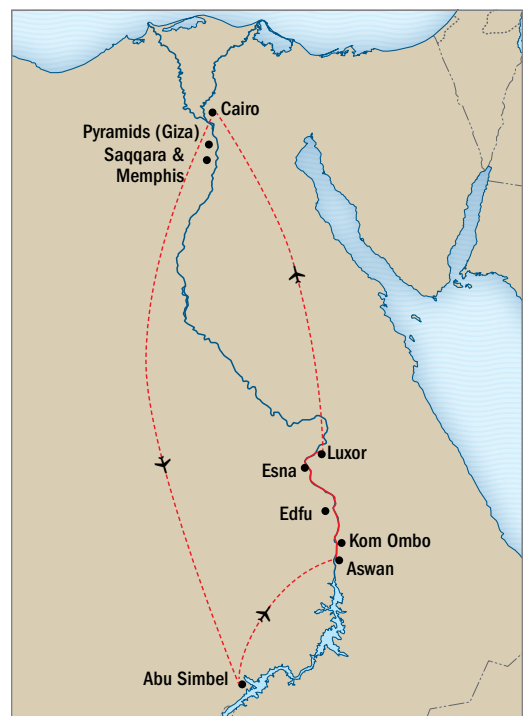 Cairo
Pyramids (Giza)
Saqqara &
Memphis
Luxor
Esna
Edfu
Kom Ombo
Aswan
Abu Simbel